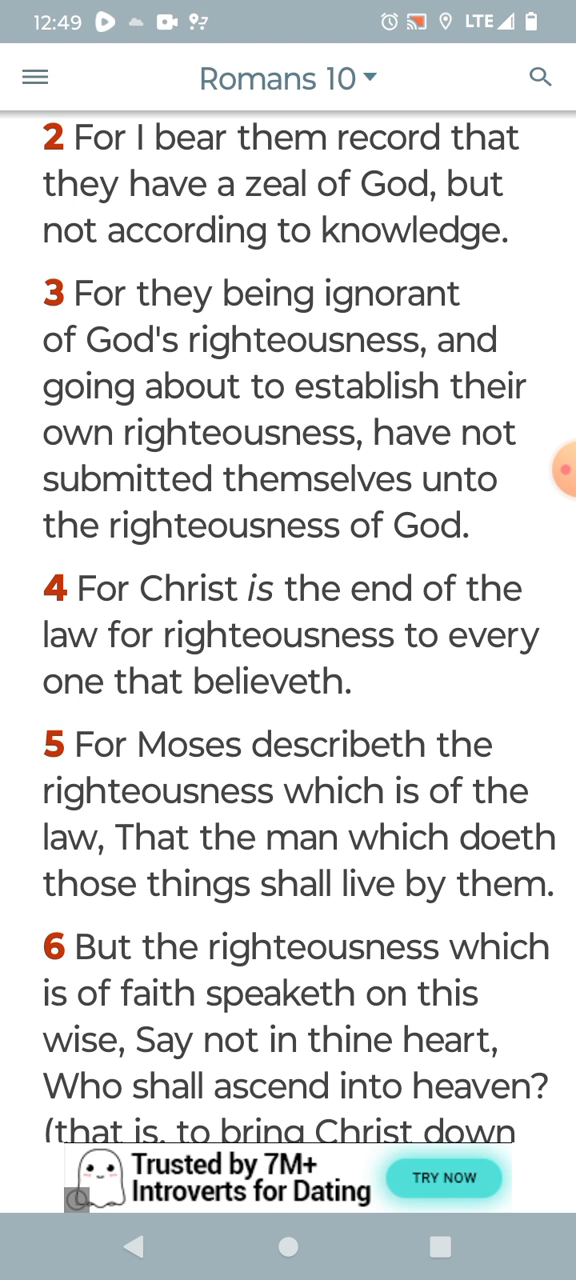 12:49
LTE
Romans 10
2 For I bear them record that
they have a zeal of God, but
not according to knowledge.
3 For they being ignorant
of God's righteousness, and
going about to establish their
own righteousness, have not
submitted themselves unto
the righteousness of God.
4 For Christ is the end of the
law for righteousness to every
one that believeth.
5 For Moses describeth the
righteousness which is of the
law, That the man which doeth
those things shall live by them.
6 But the righteousness which
is of faith speaketh on this
wise, Say not in thine heart,
Who shall ascend into heaven?
(that is, to bring Christ down
Trusted by 7M+
Introverts for Dating
TRY NOW